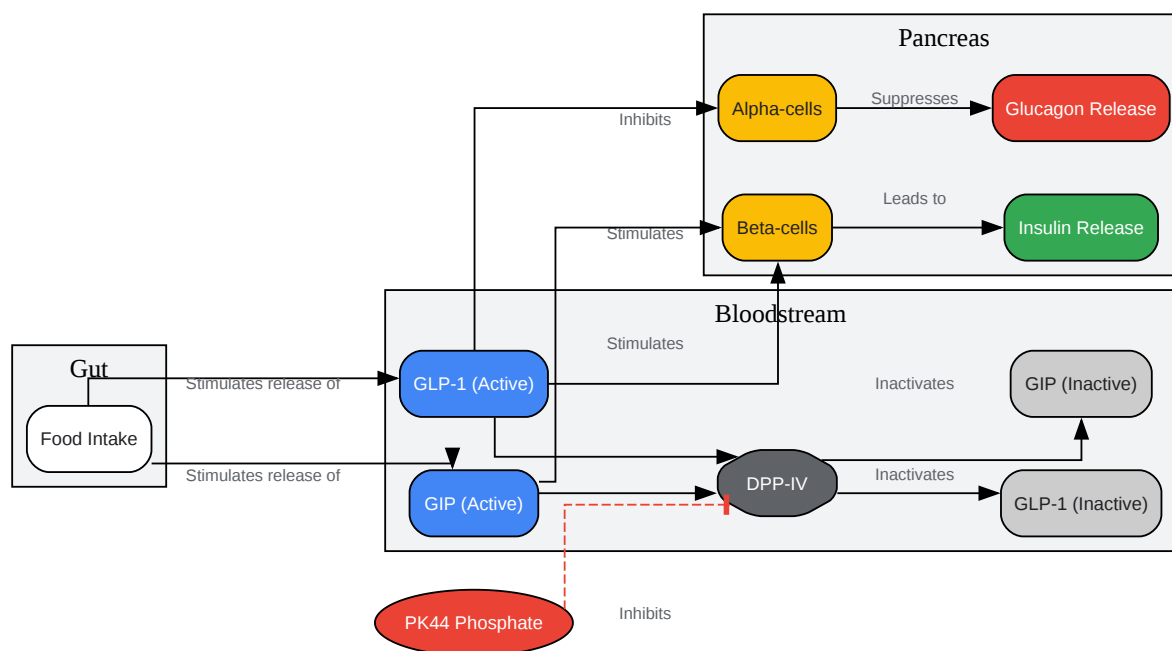 Pancreas
Alpha-cells
Suppresses
Glucagon Release
Inhibits
Beta-cells
Leads to
Insulin Release
Stimulates
Bloodstream
Gut
Stimulates release of
GLP-1 (Active)
Stimulates
Inactivates
GIP (Inactive)
Food Intake
Stimulates release of
GIP (Active)
DPP-IV
Inactivates
GLP-1 (Inactive)
PK44 Phosphate
Inhibits